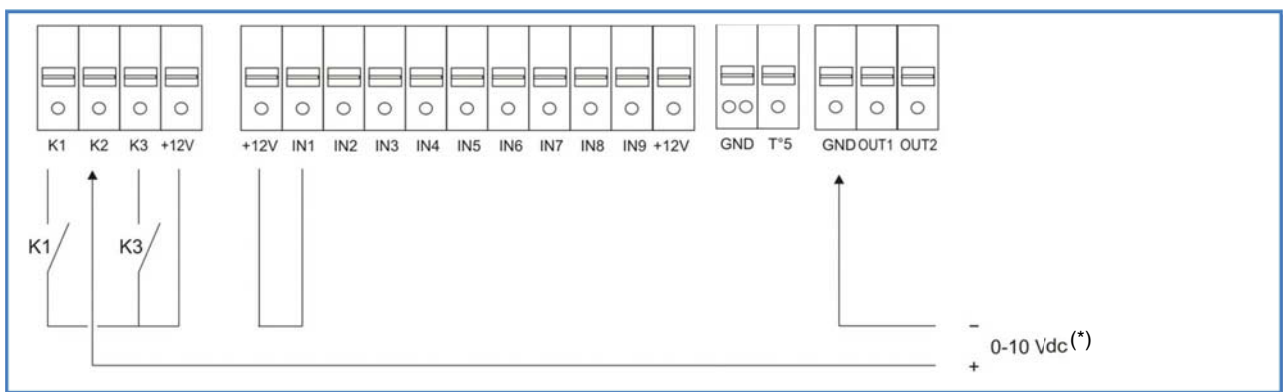 K1 K2 K3 +12V +12V IN1 IN2 IN3 IN4 IN5 IN6 IN7 IN8 IN9 +12V GND T°5 GND OUT1 OUT2
K1 K3
-
0-10 Vdc (*)
+